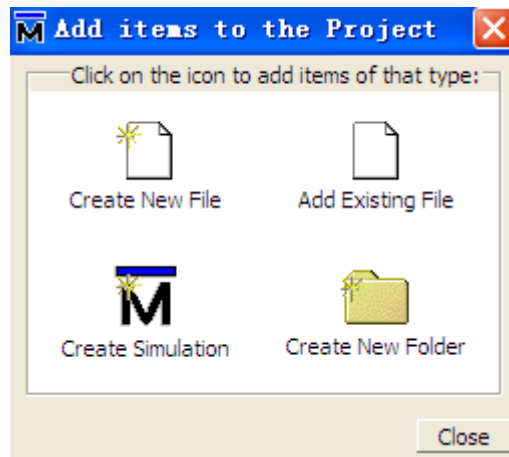 Add items to the Project
Click on the icon to add items of that type:
Create New File
Add Existing File
Create Simulation
Create New Folder
Close